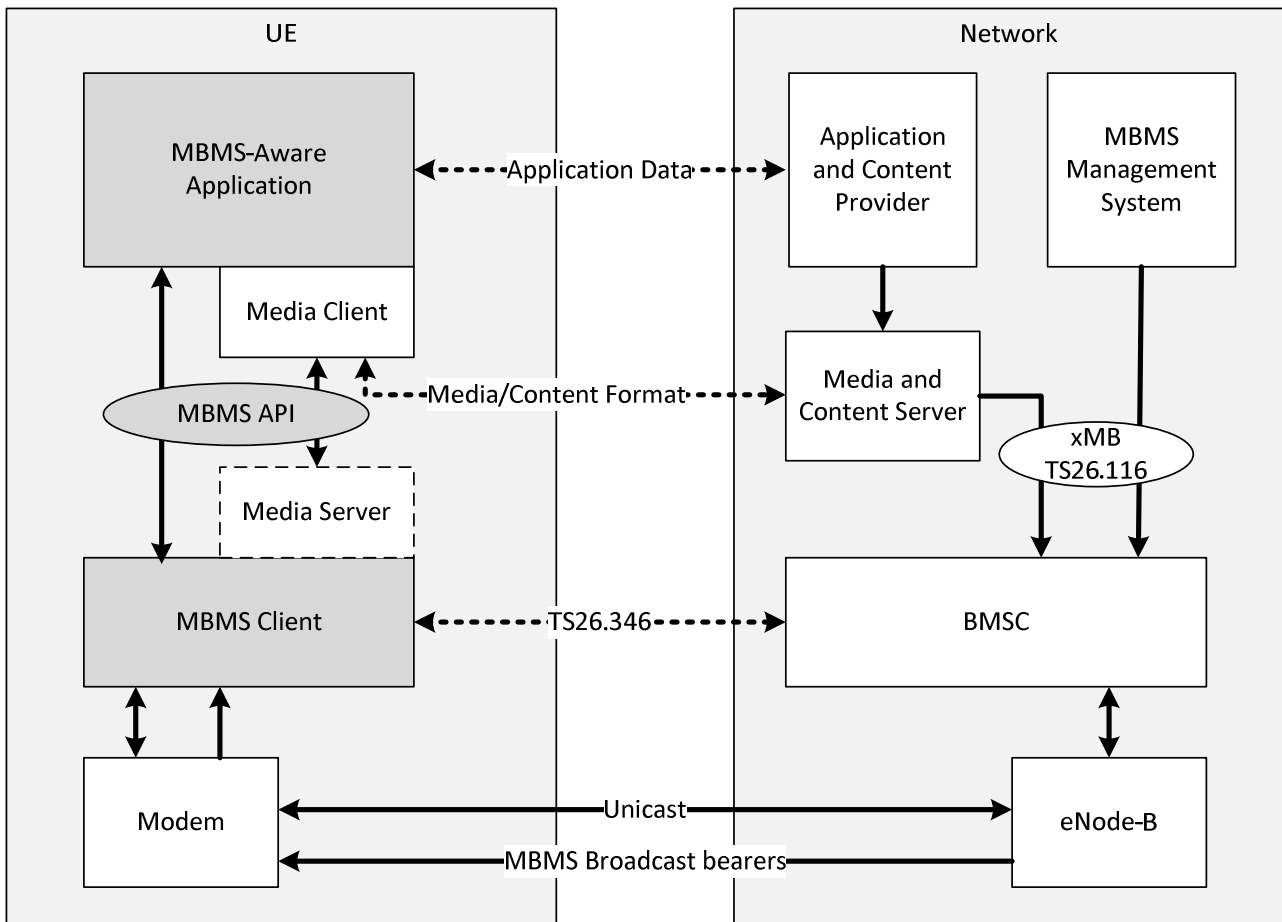 UE
Network
MBMS-Aware
Application
Application Data
Application
and Content
Provider
MBMS
Management
System
Media Client
Media/Content Format
Media and
Content Server
MBMS API
xMB
TS26.116
Media Server
MBMS Client
TS26.346
BMSC
Modem
Unicast
eNode-B
MBMS Broadcast bearers